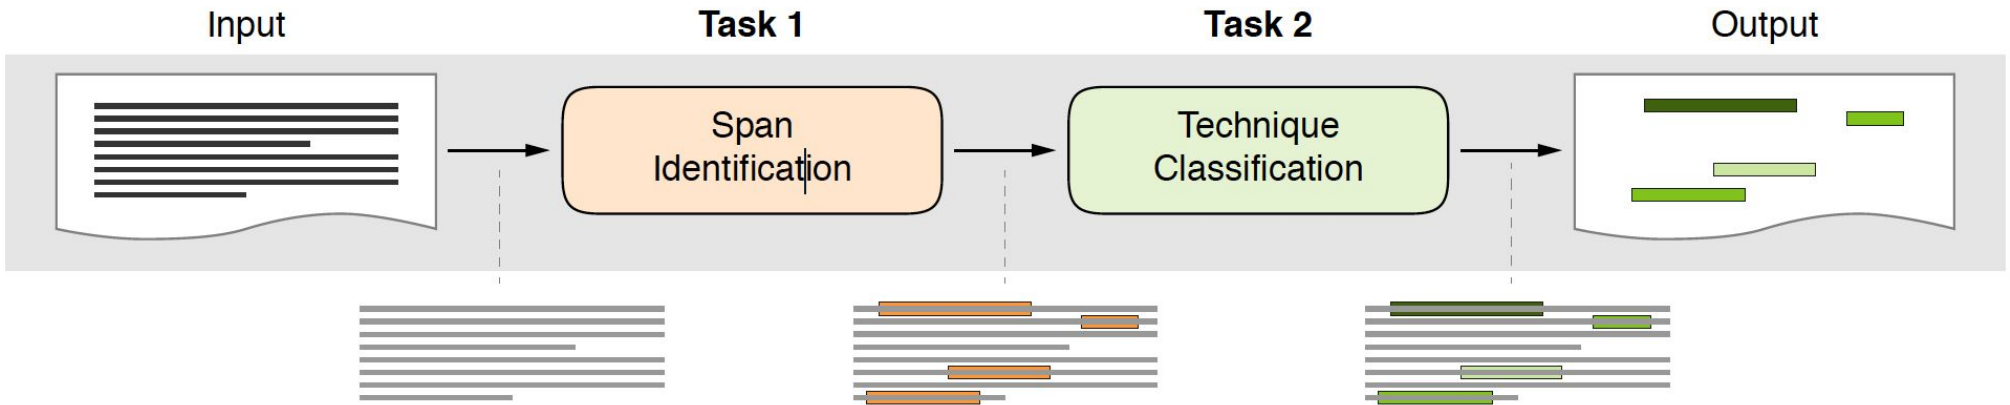 Input
Task 1
Task 2
Output
Span
Identification
Technique
Classification